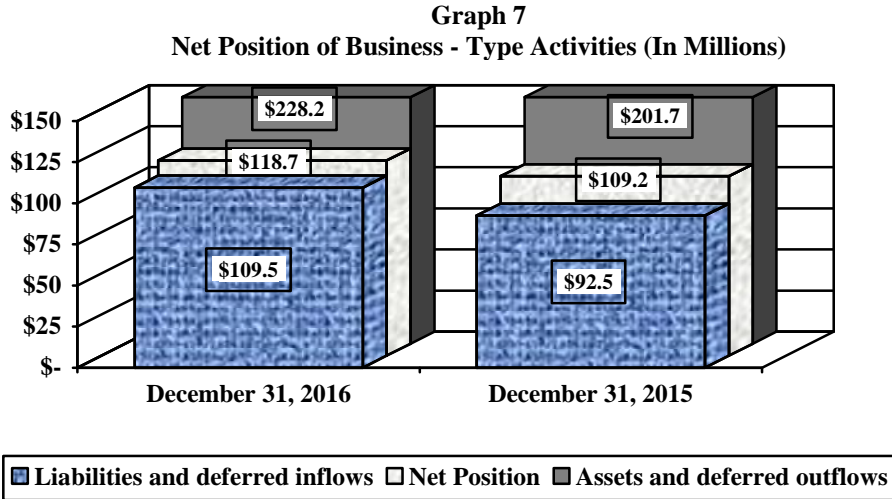 Graph 7
Net Position of Business - Type Activities (In Millions)
$150
$125
$100
$75
$50
$25
$-
$228.2
$118.7
$109.5
$201.7
$109.2
$92.5
December 31, 2016
December 31, 2015
Liabilities and deferred inflows Net Position Assets and deferred outflows